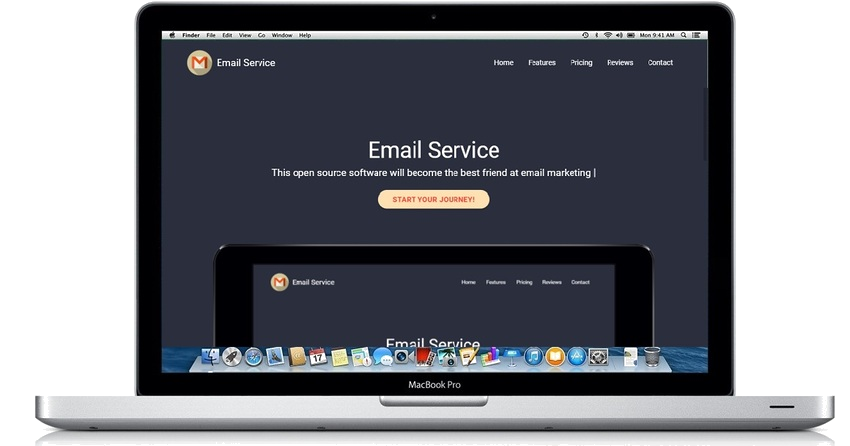 Finder File Edit View Go Window Help Mon 9:41 AM
Email Service Home Features Pricing Reviews Contact
Email Service
This open source software will become the best friend at email marketing |
START YOUR JOURNEY!
Email Service Home Features Pricing Reviews Contact
Email Service
17
MacBook Pro